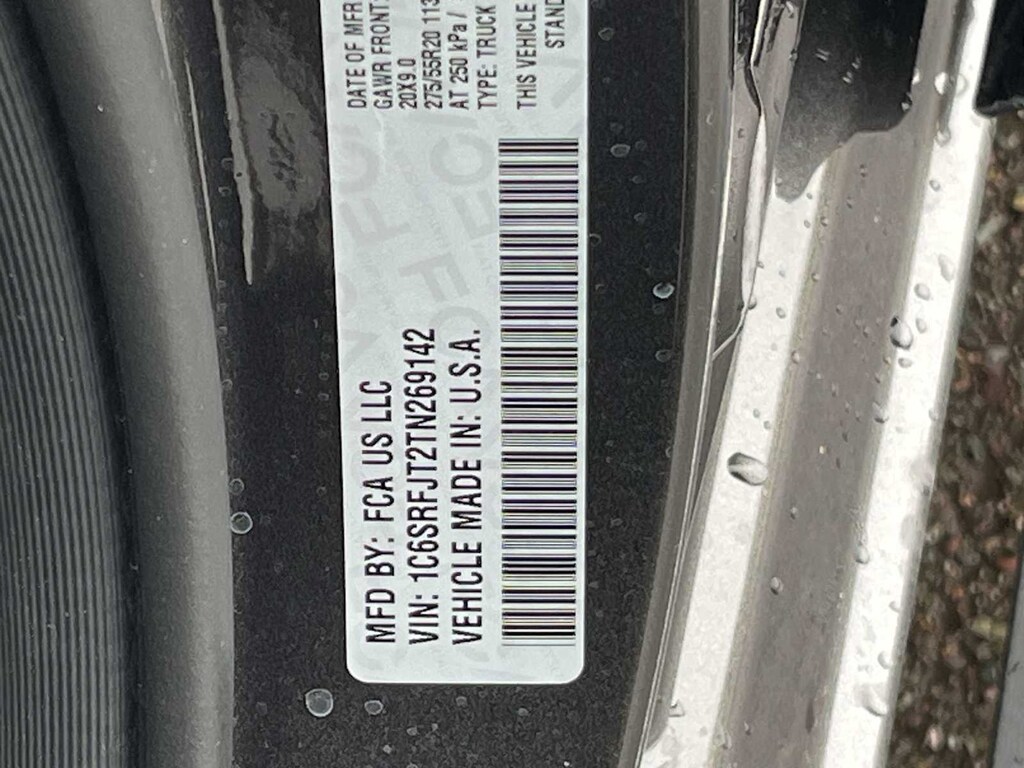 MFD BY: FCA US LLC
VIN: 1C6SRFJT2TN269142
VEHICLE MADE IN: U.S.A.
DATE OF MFR
GAWR FRONT:
20X9.0
275/55R20 113
AT 250 kPa /
TYPE: TRUCK
THIS VEHICLE
STAND